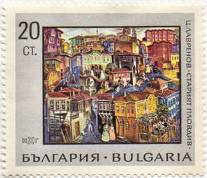 20
СТ.
Ц. ЛАВРЕНОВ · СТАРИЯТ ПЛОВДИВ ·
БЪЛГАРИЯ · BULGARIA